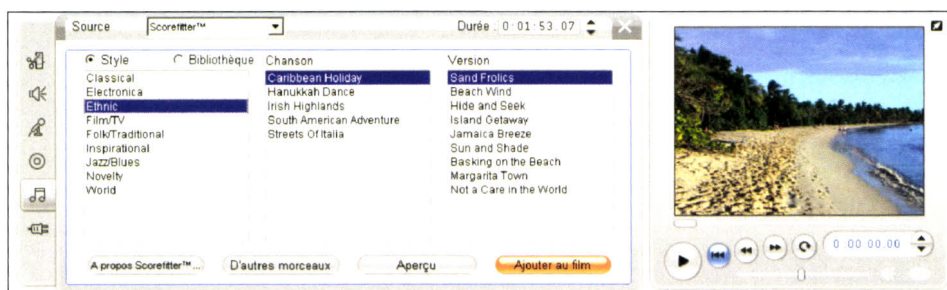 Source Scorefitter™ Durée : 0:01:53.07
Style Bibliothèque Chanson Version
Classical Caribbean Holiday Sand Frolics
Electronica Hanukkah Dance Beach Wind
Ethnic Irish Highlands Hide and Seek
Film/TV South American Adventure Island Getaway
Folk/Traditional Streets Of Italia Jamaica Breeze
Inspirational Sun and Shade
Jazz/Blues Basking on the Beach
Novelty Margarita Town
World Not a Care in the World
A propos Scorefitter™... D'autres morceaux Aperçu Ajouter au film
0:00:00.00